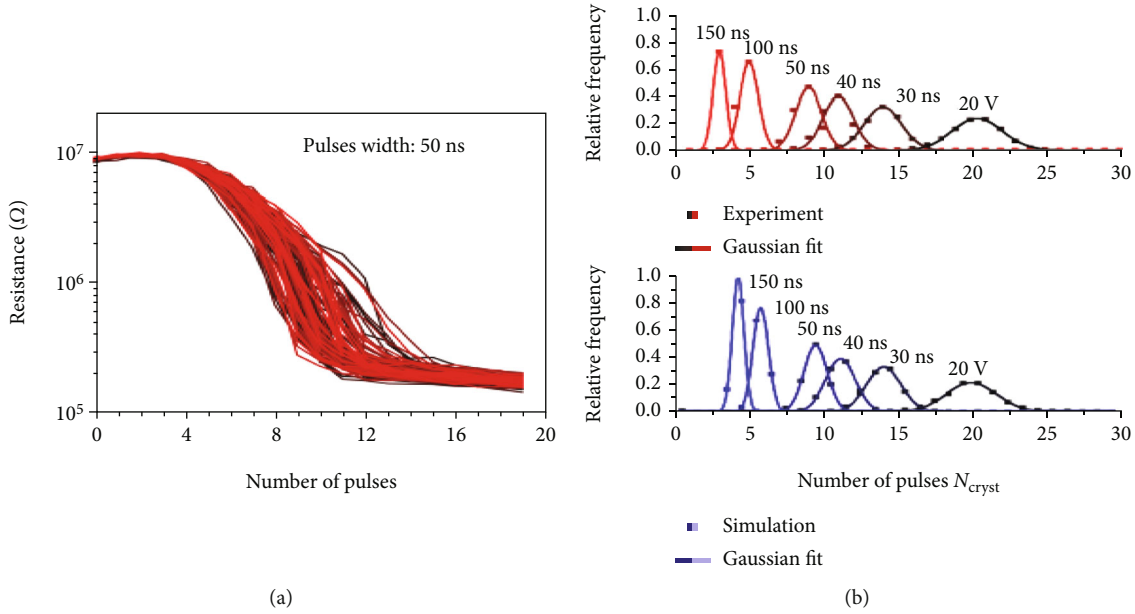 Resistance (Ω)
10⁷
10⁶
10⁵
Pulses width: 50 ns
0 4 8 12 16 20
Number of pulses
(a)
Relative frequency
1.0
0.8
0.6
0.4
0.2
0.0
150 ns
100 ns
50 ns
40 ns
30 ns
20 V
0 5 10 15 20 25 30
Experiment
Gaussian fit
Relative frequency
1.0
0.8
0.6
0.4
0.2
0.0
150 ns
100 ns
50 ns
40 ns
30 ns
20 V
0 5 10 15 20 25 30
Number of pulses Ncryst
Simulation
Gaussian fit
(b)